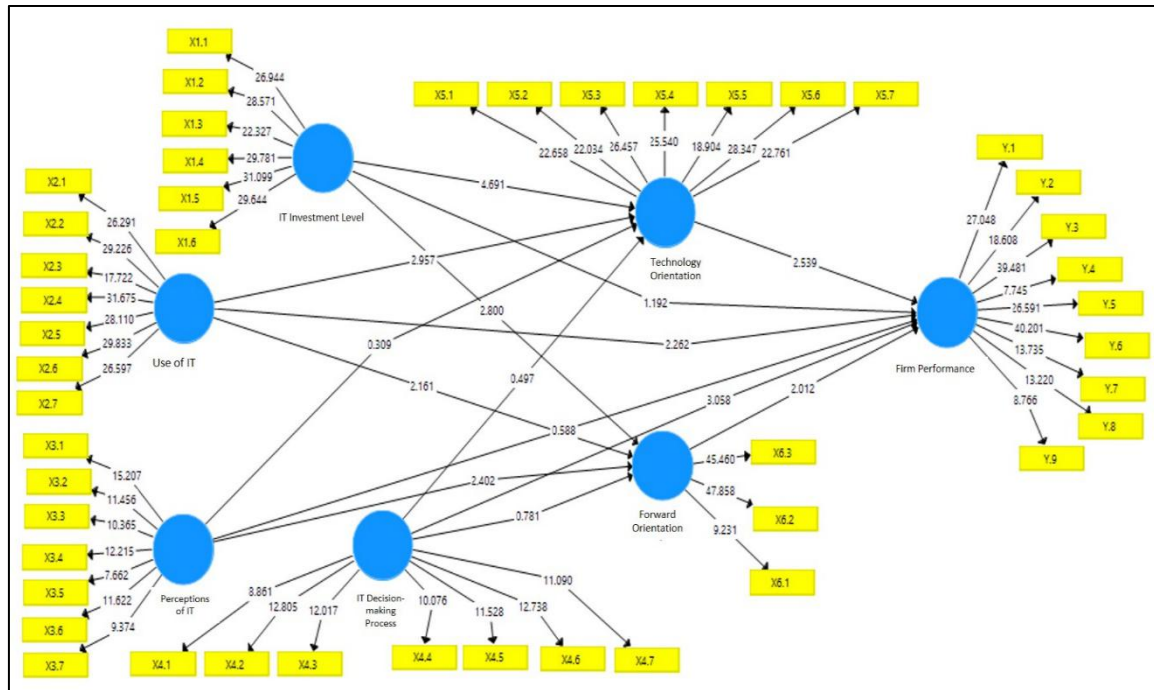 X1.1
X1.2
X1.3
X1.4
X1.5
X1.6
26.944
28.571
22.327
29.781
31.099
29.644
IT Investment Level
X5.1
X5.2
X5.3
X5.4
X5.5
X5.6
X5.7
22.658
22.034
26.457
25.540
18.904
28.347
22.761
Technology
Orientation
X2.1
X2.2
X2.3
X2.4
X2.5
X2.6
X2.7
26.291
29.226
17.722
31.675
28.110
29.833
26.597
Use of IT
4.691
2.957
2.800
1.192
2.539
0.309
2.262
0.497
2.161
3.058
2.012
0.588
2.402
0.781
Y.1
Y.2
Y.3
Y.4
Y.5
Y.6
Y.7
Y.8
Y.9
27.048
18.608
39.481
7.745
26.591
40.201
13.735
13.220
8.766
Firm Performance
X3.1
X3.2
X3.3
X3.4
X3.5
X3.6
X3.7
15.207
11.456
10.365
12.215
7.662
11.622
9.374
Perceptions
of IT
IT Decision-
making
Process
8.861
12.805
12.017
10.076
11.528
12.738
11.090
X4.1
X4.2
X4.3
X4.4
X4.5
X4.6
X4.7
Forward
Orientation
45.460
47.858
9.231
X6.3
X6.2
X6.1